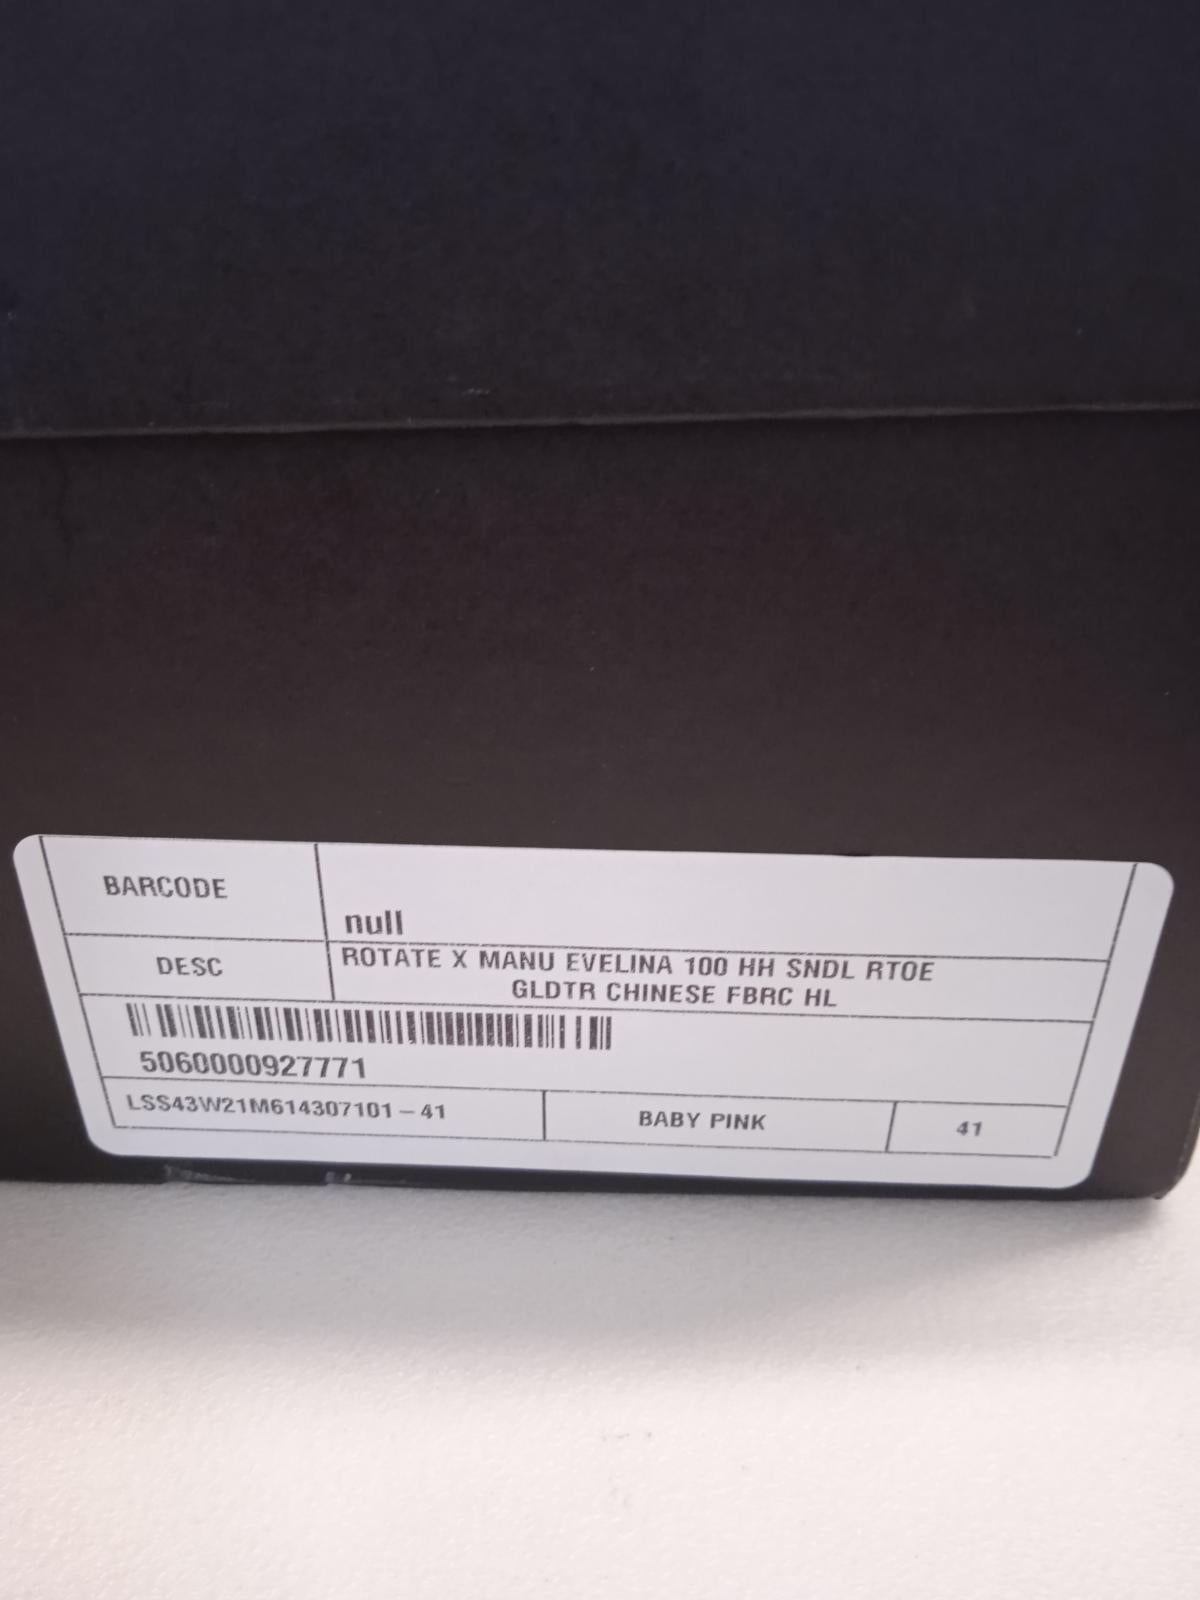 BARCODE
null
DESC
ROTATE X MANU EVELINA 100 HH SNDL RTOE
GLDTR CHINESE FBRC HL
5060000927771
LSS43W21M614307101-41
BABY PINK
41